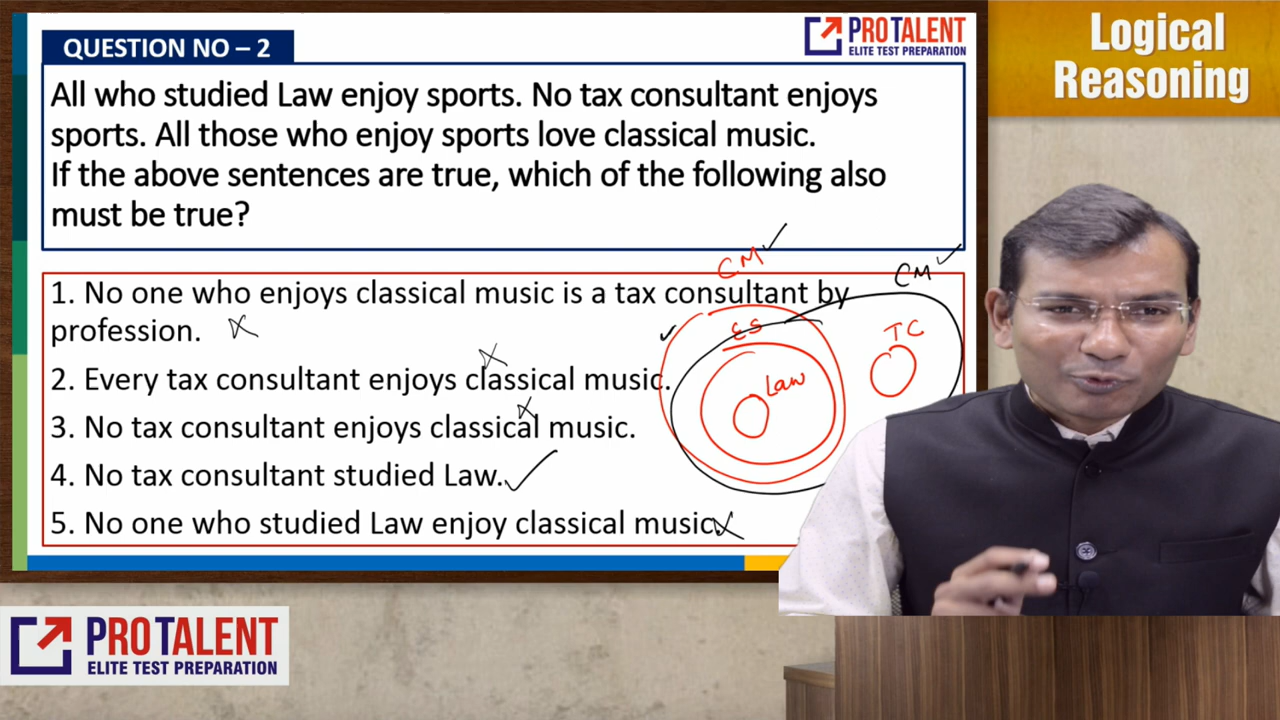 QUESTION NO – 2
PROTALENT
ELITE TEST PREPARATION
Logical
Reasoning
All who studied Law enjoy sports. No tax consultant enjoys
sports. All those who enjoy sports love classical music.
If the above sentences are true, which of the following also
must be true?
1. No one who enjoys classical music is a tax consultant by
profession.
2. Every tax consultant enjoys classical music.
3. No tax consultant enjoys classical music.
4. No tax consultant studied Law.
5. No one who studied Law enjoy classical music.
CM
CM
ES
TC
Law
PROTALENT
ELITE TEST PREPARATION